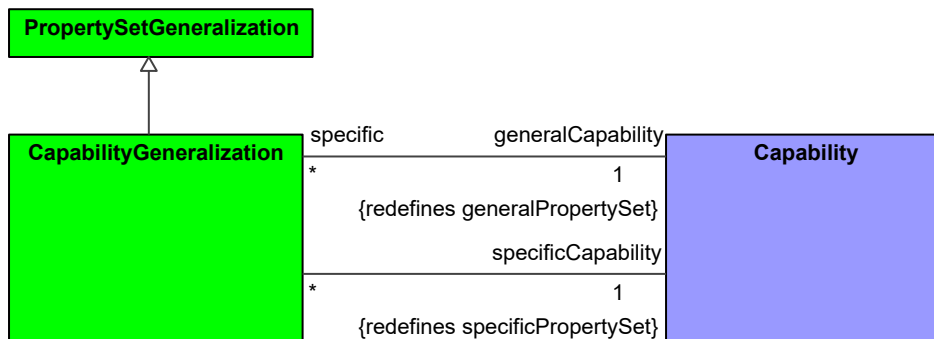 PropertySetGeneralization
CapabilityGeneralization
specific
generalCapability
Capability
*
1
{redefines generalPropertySet}
specificCapability
*
1
{redefines specificPropertySet}